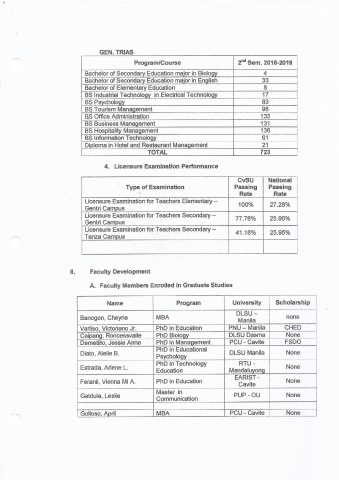 GEN. TRIAS
Program/Course 2nd Sem. 2018-2019
Bachelor of Secondary Education major in Biology 4
Bachelor of Secondary Education major in English 33
Bachelor of Elementary Education 8
BS Industrial Technology in Electrical Technology 17
BS Psychology 83
BS Tourism Management 96
BS Office Administration 133
BS Business Management 131
BS Hospitality Management 136
BS Information Technology 61
Diploma in Hotel and Restaurant Management 21
TOTAL 723
4. Licensure Examination Performance
Type of Examination CvSU Passing Rate National Passing Rate
Licensure Examination for Teachers Elementary – Gentri Campus 100% 27.28%
Licensure Examination for Teachers Secondary – Gentri Campus 77.78% 25.95%
Licensure Examination for Teachers Secondary – Tanza Campus 41.18% 25.95%
II. Faculty Development
A. Faculty Members Enrolled in Graduate Studies
Name Program University Scholarship
Banogon, Cheyne MBA DLSU – Manila none
Victoriano Jr. PhD in Education PNU – Manila CHED
Roncessvalle PhD Biology DLSU Dasma None
Jessie Anne PhD in Management PCU - Cavite FSDO
Dilato, Alelie B. PhD in Educational Psychology DLSU Manila None
Estrada, Arlene L. PhD in Technology Education RTU - Mandaluyong None
Feranil, Vienna Mi A. PhD in Education EARIST - Cavite None
Gatdula, Leslie Master in Communication PUP - OU None
Golloso, April MBA PCU - Cavite None